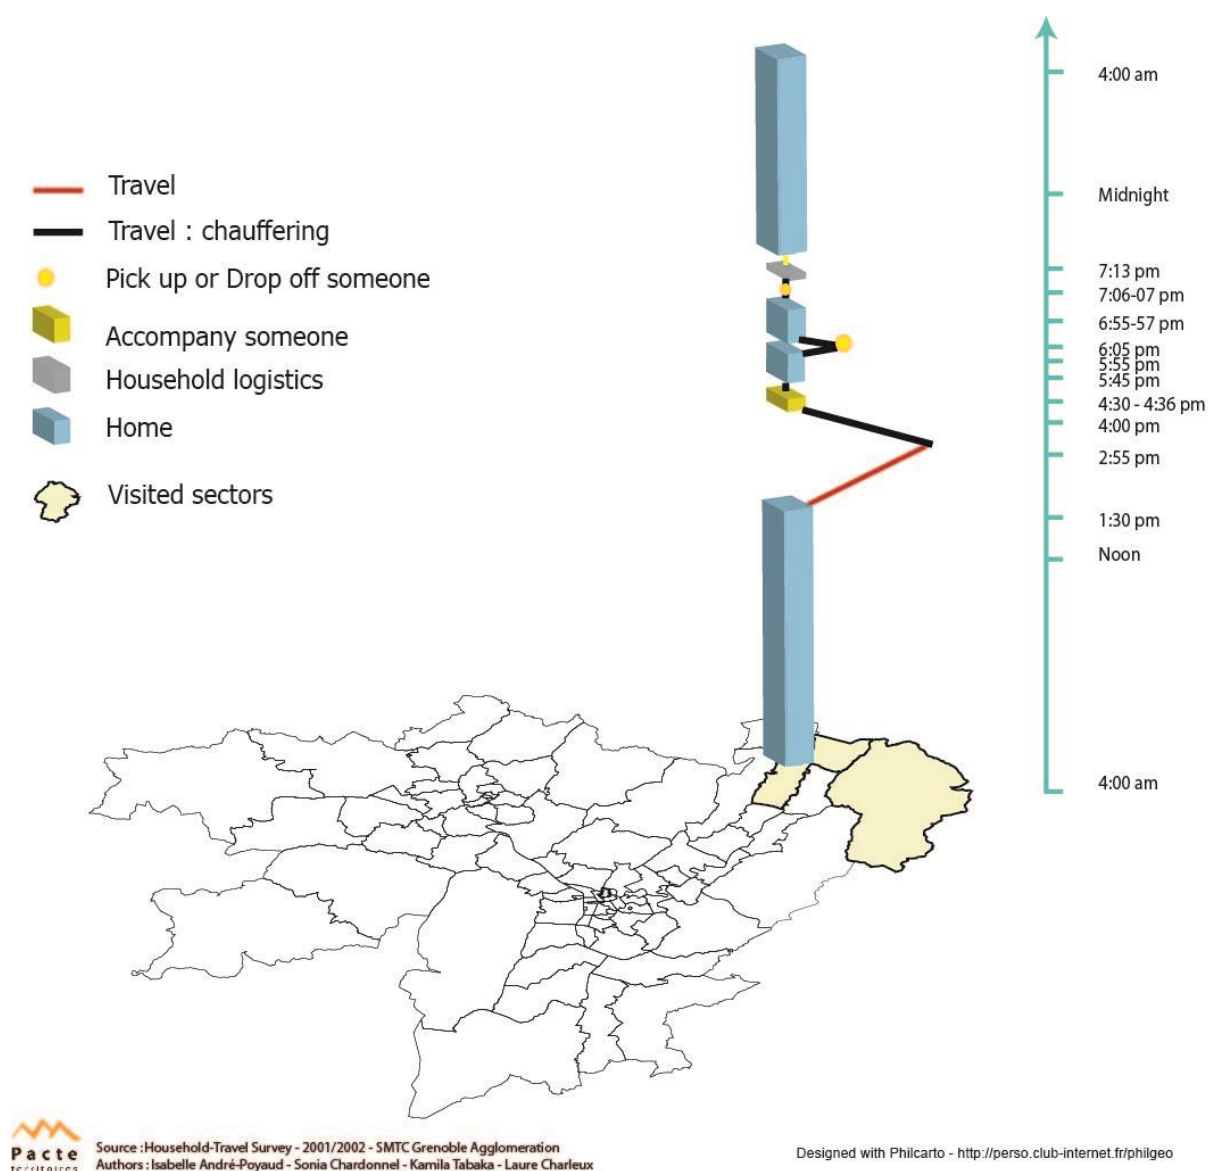 Travel
Travel : chauffering
Pick up or Drop off someone
Accompany someone
Household logistics
Home
Visited sectors
4:00 am
Midnight
7:13 pm
7:06-07 pm
6:55-57 pm
6:05 pm
5:55 pm
5:45 pm
4:30 - 4:36 pm
4:00 pm
2:55 pm
1:30 pm
Noon
4:00 am
Pacte
territoires
Source : Household-Travel Survey - 2001/2002 - SMTC Grenoble Agglomeration
Authors : Isabelle André-Poyaud - Sonia Chardonnel - Kamila Tabaka - Laure Charleux
Designed with Philcarto - http://perso.club-internet.fr/philgeo